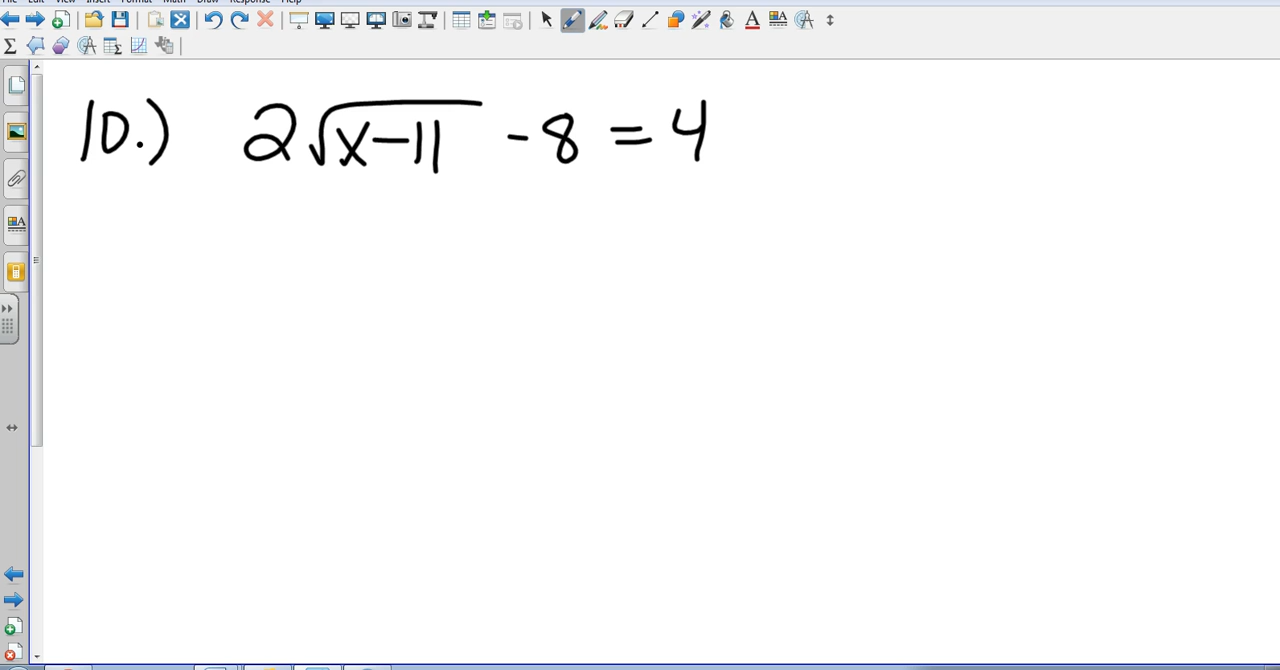 10.) 2√(x-11) -8 = 4